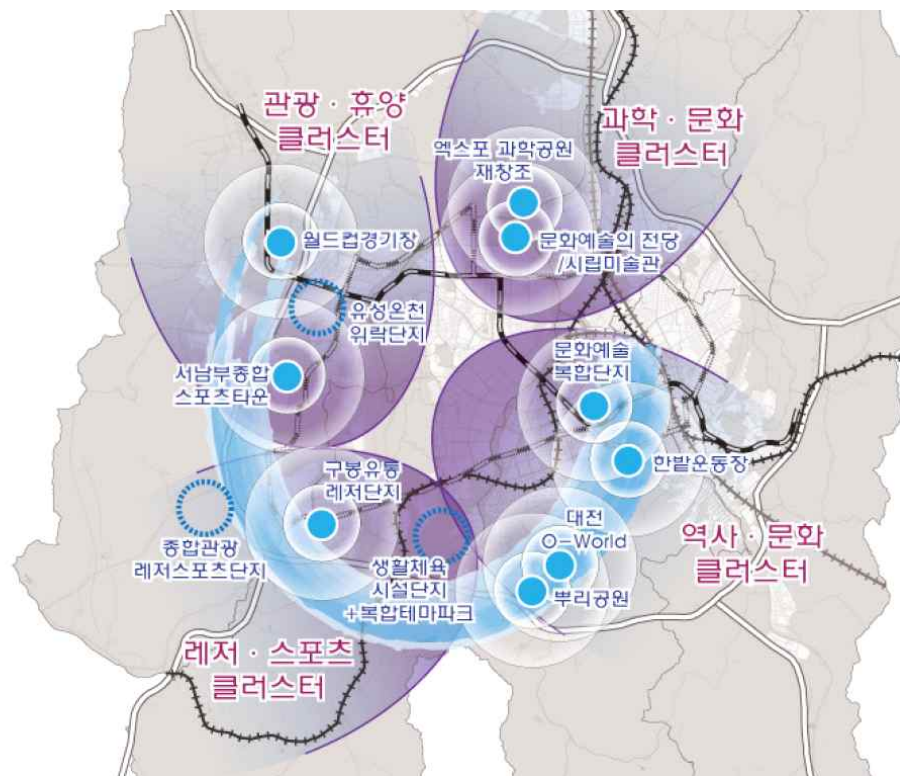 관광 · 휴양
클러스터
과학 · 문화
클러스터
엑스포 과학공원
재창조
월드컵경기장
문화예술의 전당
/시립미술관
유성온천
위락단지
서남부종합
스포츠타운
문화예술
복합단지
한밭운동장
구봉유통
레저단지
종합관광
레저스포츠단지
생활체육
시설단지
+복합테마파크
대전
O-World
뿌리공원
역사 · 문화
클러스터
레저 · 스포츠
클러스터